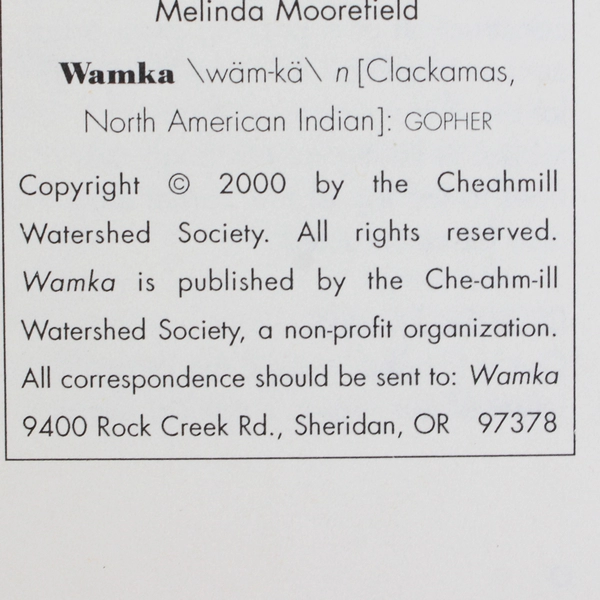 Melinda Moorefield
Wamka \wäm-kä\ n [Clackamas,
North American Indian]: GOPHER
Copyright © 2000 by the Cheahmill
Watershed Society. All rights reserved.
Wamka is published by the Che-ahm-ill
Watershed Society, a non-profit organization.
All correspondence should be sent to: Wamka
9400 Rock Creek Rd., Sheridan, OR 97378